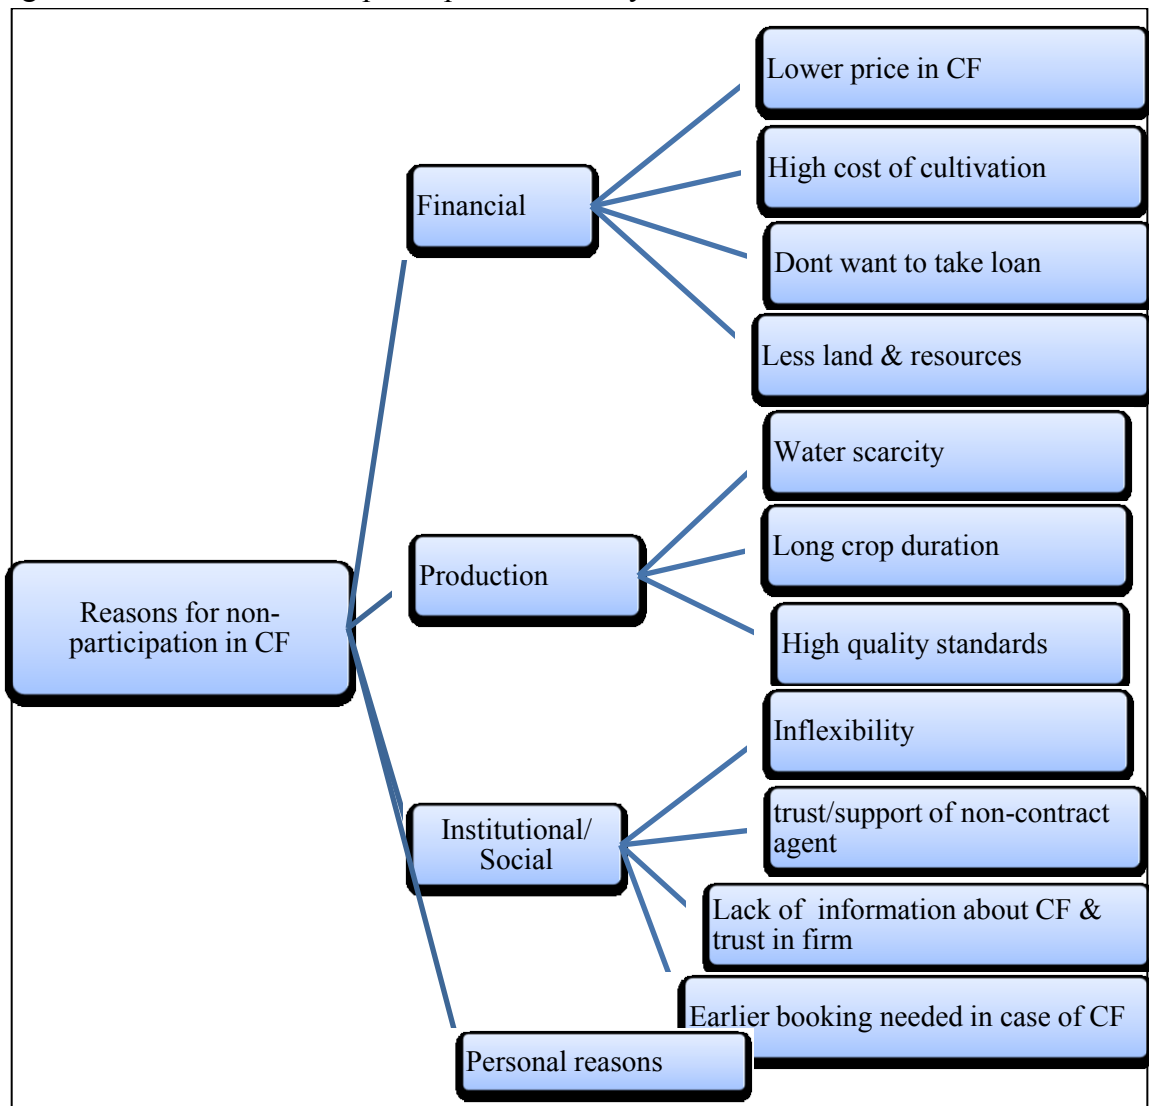 Lower price in CF
High cost of cultivation
Financial
Dont want to take loan
Less land & resources
Water scarcity
Long crop duration
Production
Reasons for non-
participation in CF
High quality standards
Inflexibility
trust/support of non-contract
agent
Institutional/
Social
Lack of  information about CF &
trust in firm
Earlier booking needed in case of CF
Personal reasons